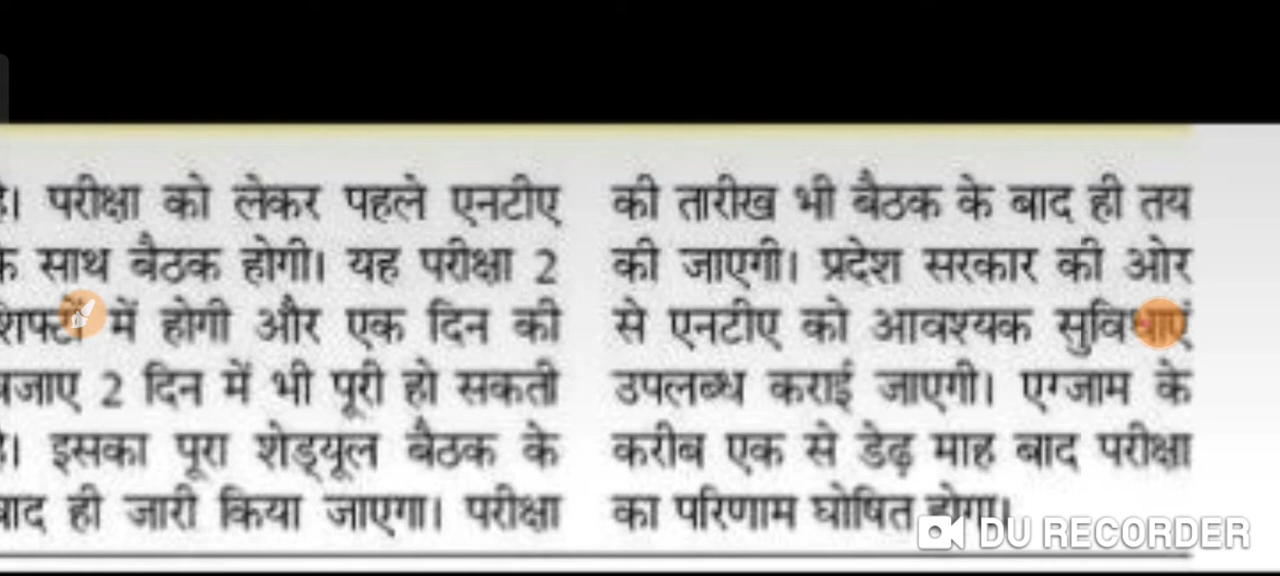 है। परीक्षा को लेकर पहले एनटीए
के साथ बैठक होगी। यह परीक्षा 2
शिफ्टों में होगी और एक दिन की
बजाए 2 दिन में भी पूरी हो सकती
है। इसका पूरा शेड्यूल बैठक के
बाद ही जारी किया जाएगा। परीक्षा
की तारीख भी बैठक के बाद ही तय
की जाएगी। प्रदेश सरकार की ओर
से एनटीए को आवश्यक सुविधाएं
उपलब्ध कराई जाएगी। एग्जाम के
करीब एक से डेढ़ माह बाद परीक्षा
का परिणाम घोषित होगा।
DU RECORDER